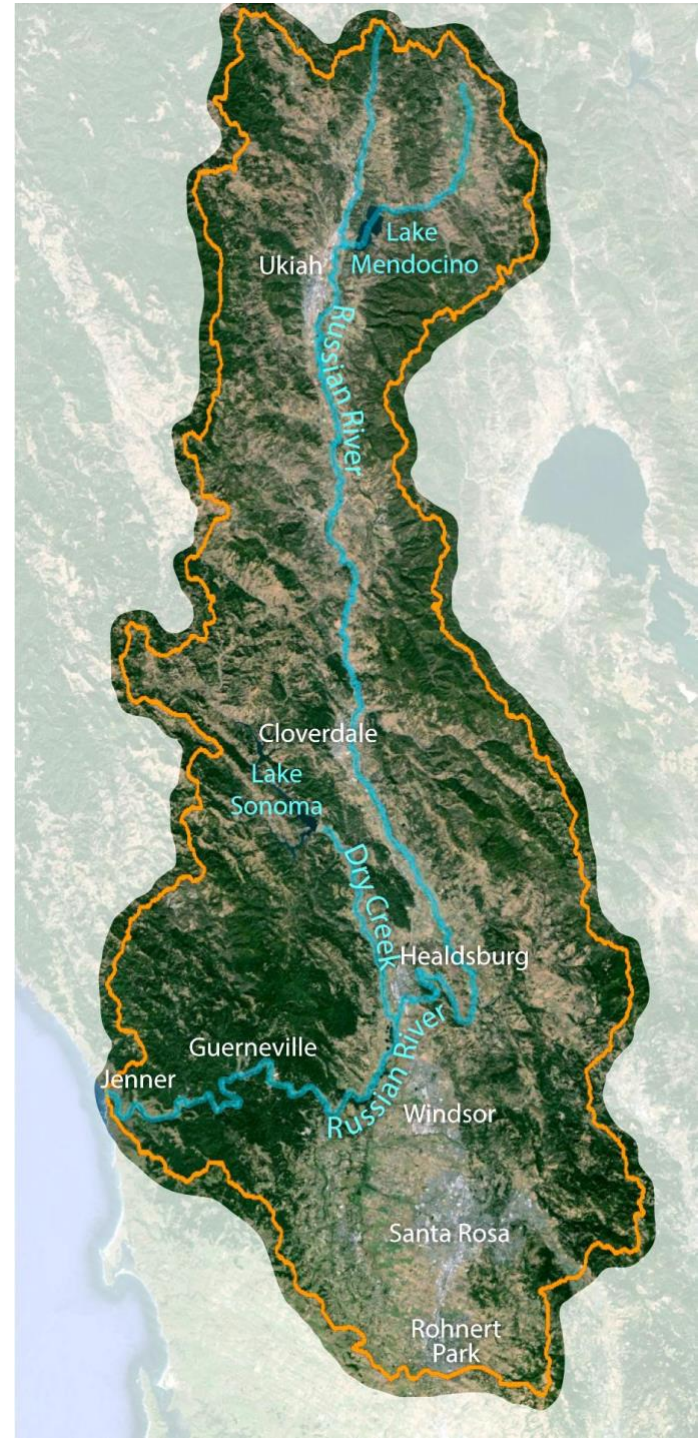 Lake
Mendocino
Ukiah
Russian River
Cloverdale
Lake
Sonoma
Dry Creek
Healdsburg
Russian River
Guerneville
Jenner
Windsor
Santa Rosa
Rohnert
Park